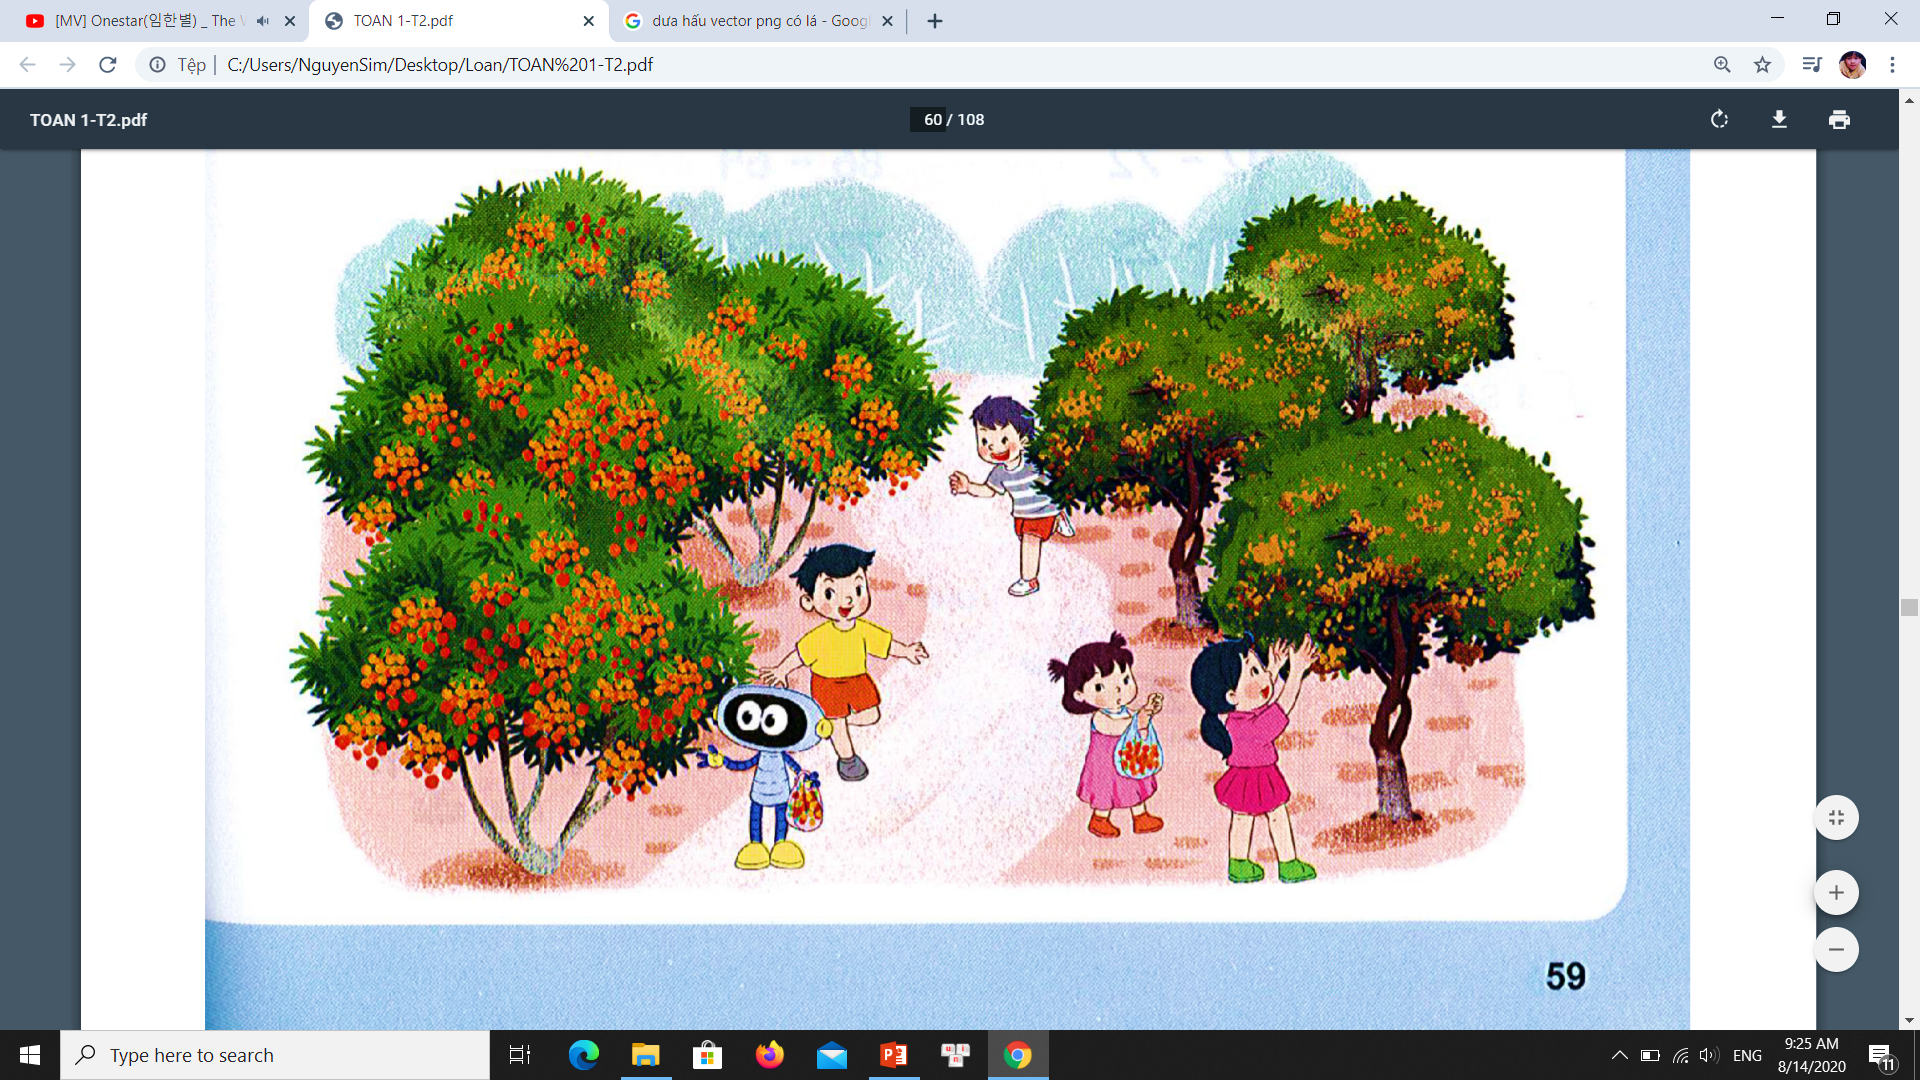 [MV] Onestar(임한별) _ The
TOAN 1-T2.pdf
dưa hấu vector png có lá - Goog
Tệp
C:/Users/NguyenSim/Desktop/Loan/TOAN%201-T2.pdf
TOAN 1-T2.pdf
60 / 108
59
Type here to search
ENG
9:25 AM
8/14/2020
11